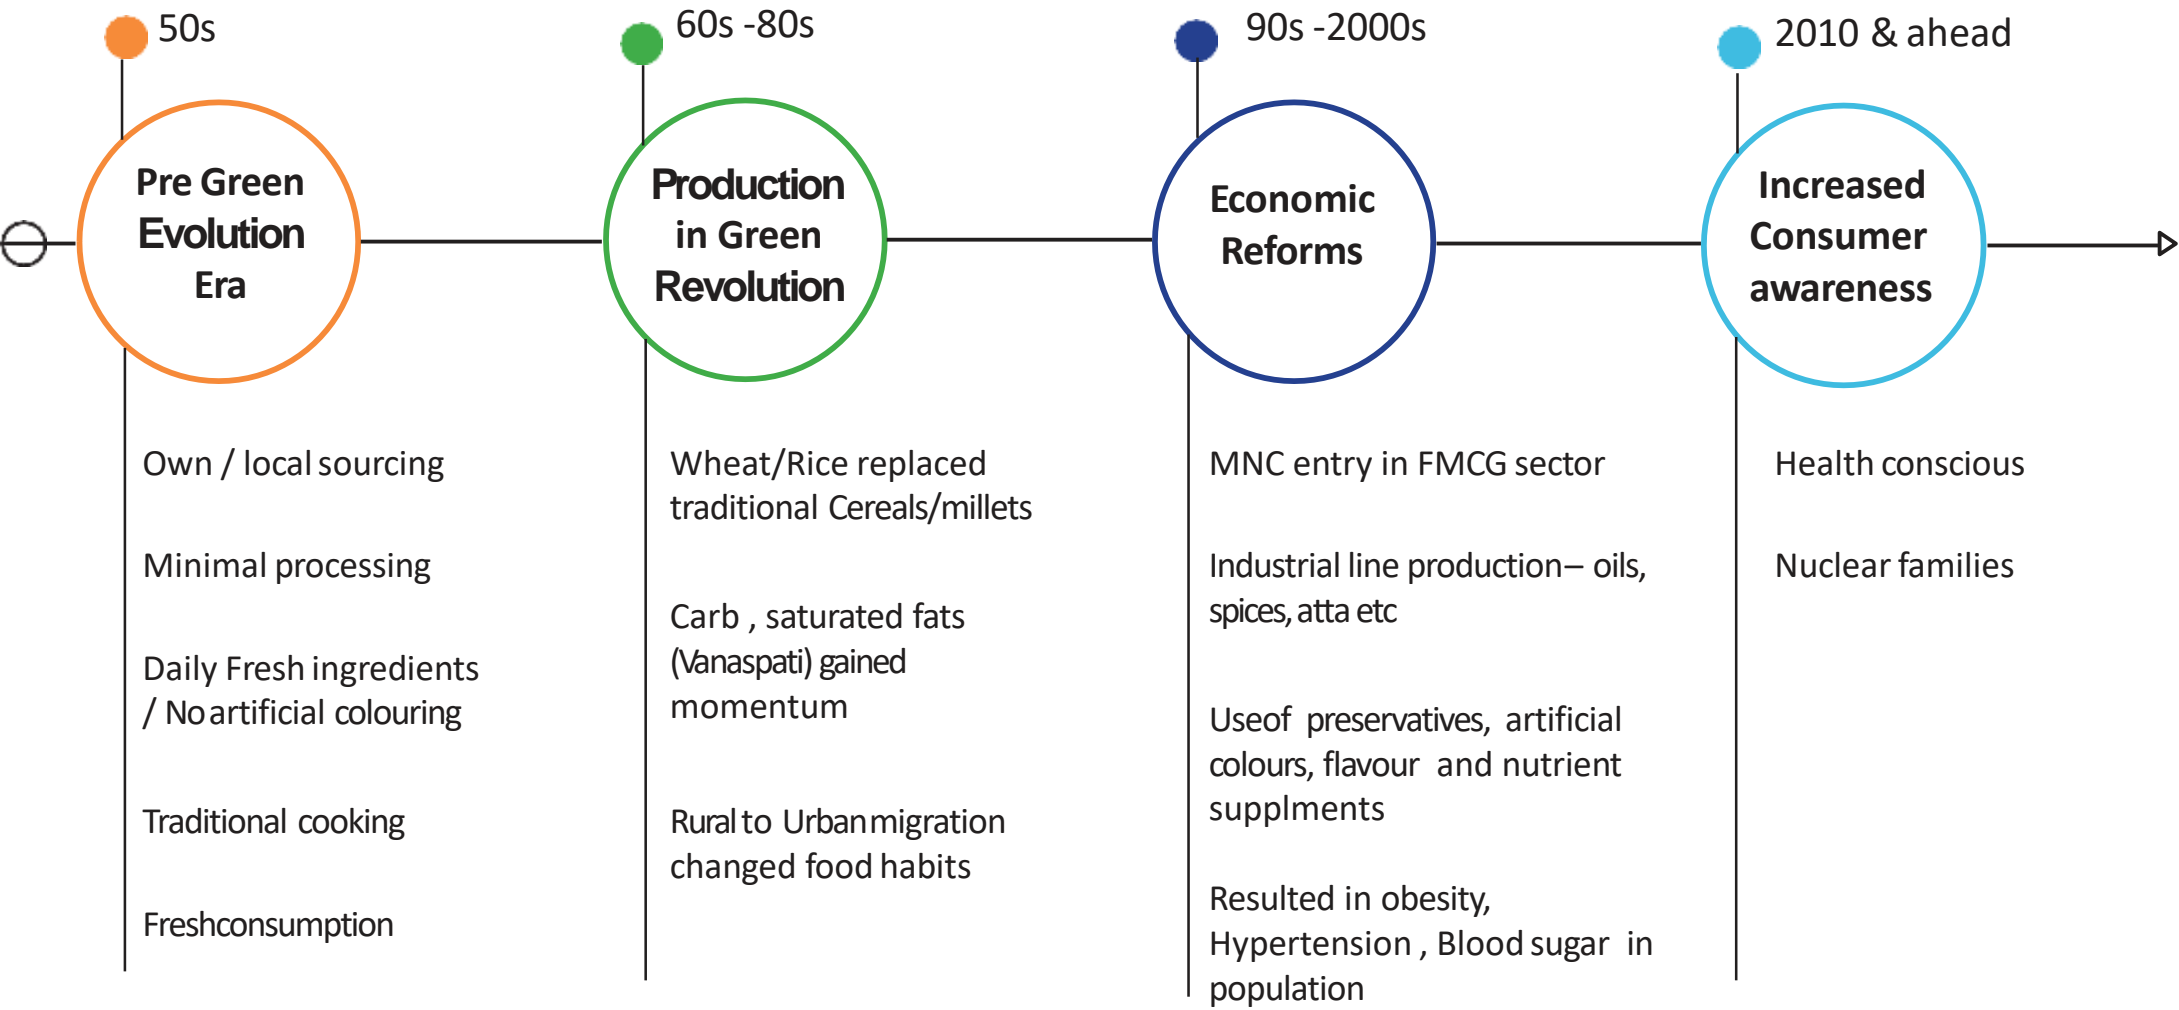 50s
Pre Green
Evolution
Era
Own / local sourcing
Minimal processing
Daily Fresh ingredients
/ No artificial colouring
Traditional cooking
Freshconsumption
60s -80s
Production
in Green
Revolution
Wheat/Rice replaced
traditional Cereals/millets
Carb , saturated fats
(Vanaspati) gained
momentum
Rural to Urban migration
changed food habits
90s -2000s
Economic
Reforms
MNC entry in FMCG sector
Industrial line production– oils,
spices, atta etc
Useof preservatives, artificial
colours, flavour and nutrient
supplments
Resulted in obesity,
Hypertension , Blood sugar in
population
2010 & ahead
Increased
Consumer
awareness
Health conscious
Nuclear families